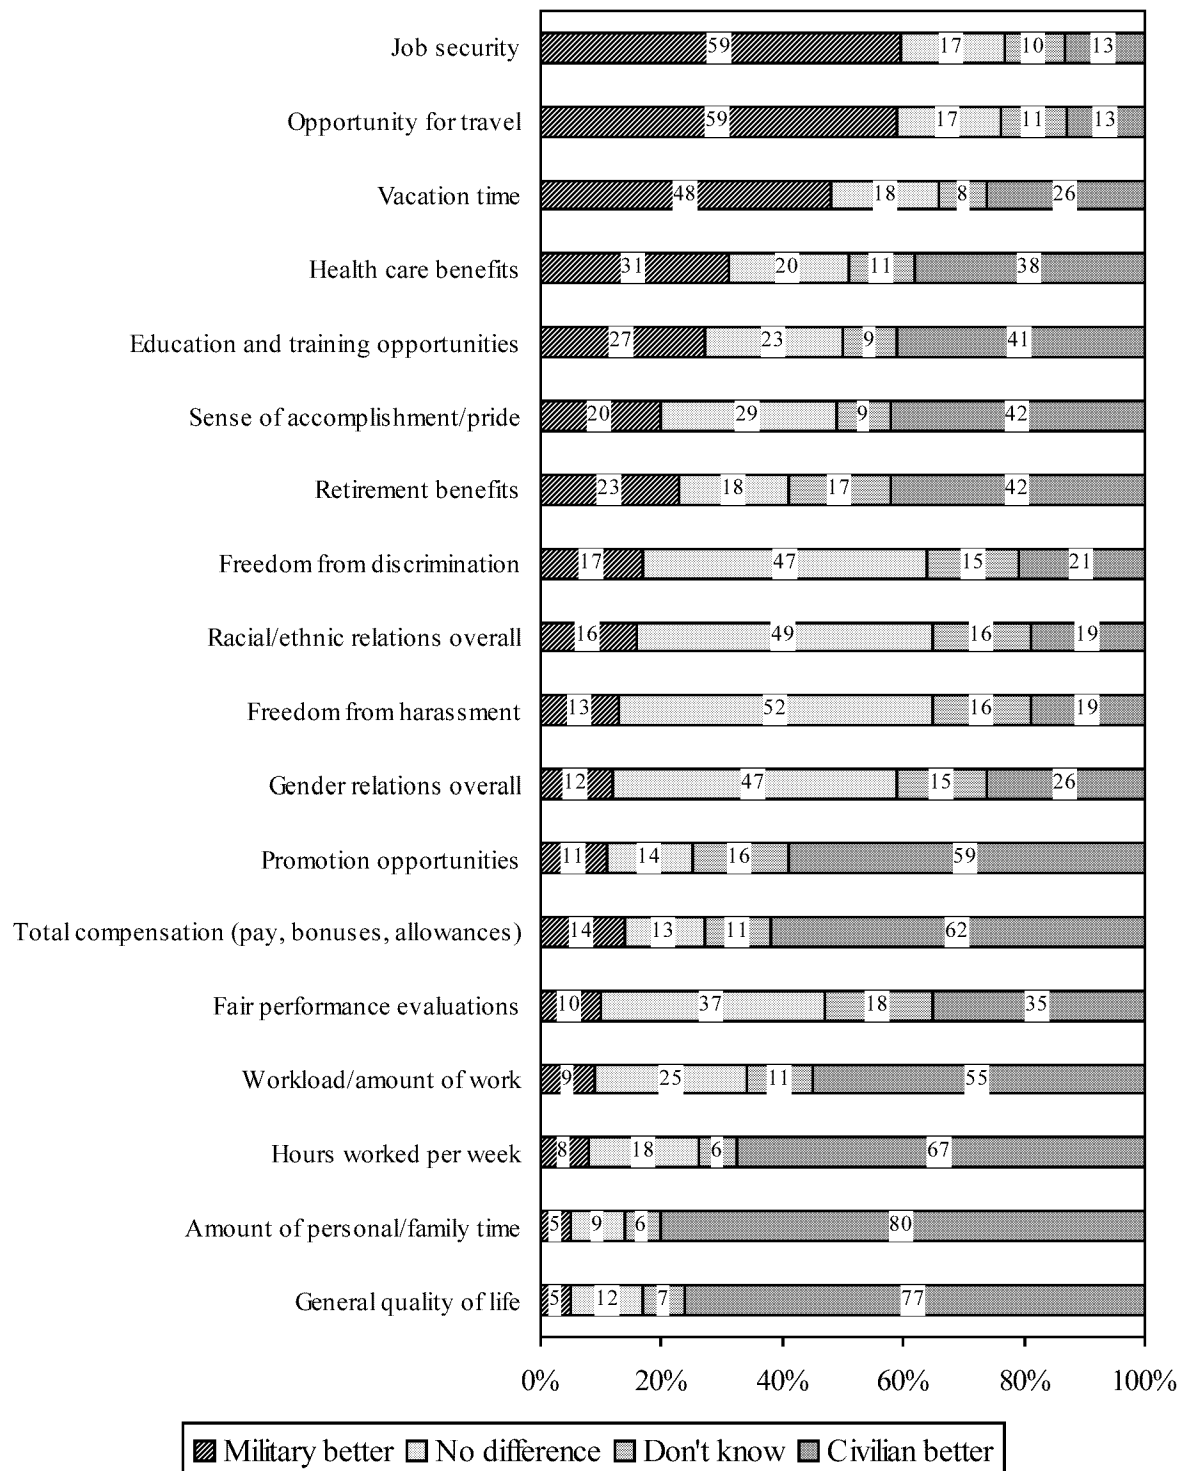 Job security 59 17 10 13
Opportunity for travel 59 17 11 13
Vacation time 48 18 8 26
Health care benefits 31 20 11 38
Education and training opportunities 27 23 9 41
Sense of accomplishment/pride 20 29 9 42
Retirement benefits 23 18 17 42
Freedom from discrimination 17 47 15 21
Racial/ethnic relations overall 16 49 16 19
Freedom from harassment 13 52 16 19
Gender relations overall 12 47 15 26
Promotion opportunities 11 14 16 59
Total compensation (pay, bonuses, allowances) 14 13 11 62
Fair performance evaluations 10 37 18 35
Workload/amount of work 9 25 11 55
Hours worked per week 8 18 6 67
Amount of personal/family time 5 9 6 80
General quality of life 5 12 7 77
0% 20% 40% 60% 80% 100%
Military better No difference Don't know Civilian better